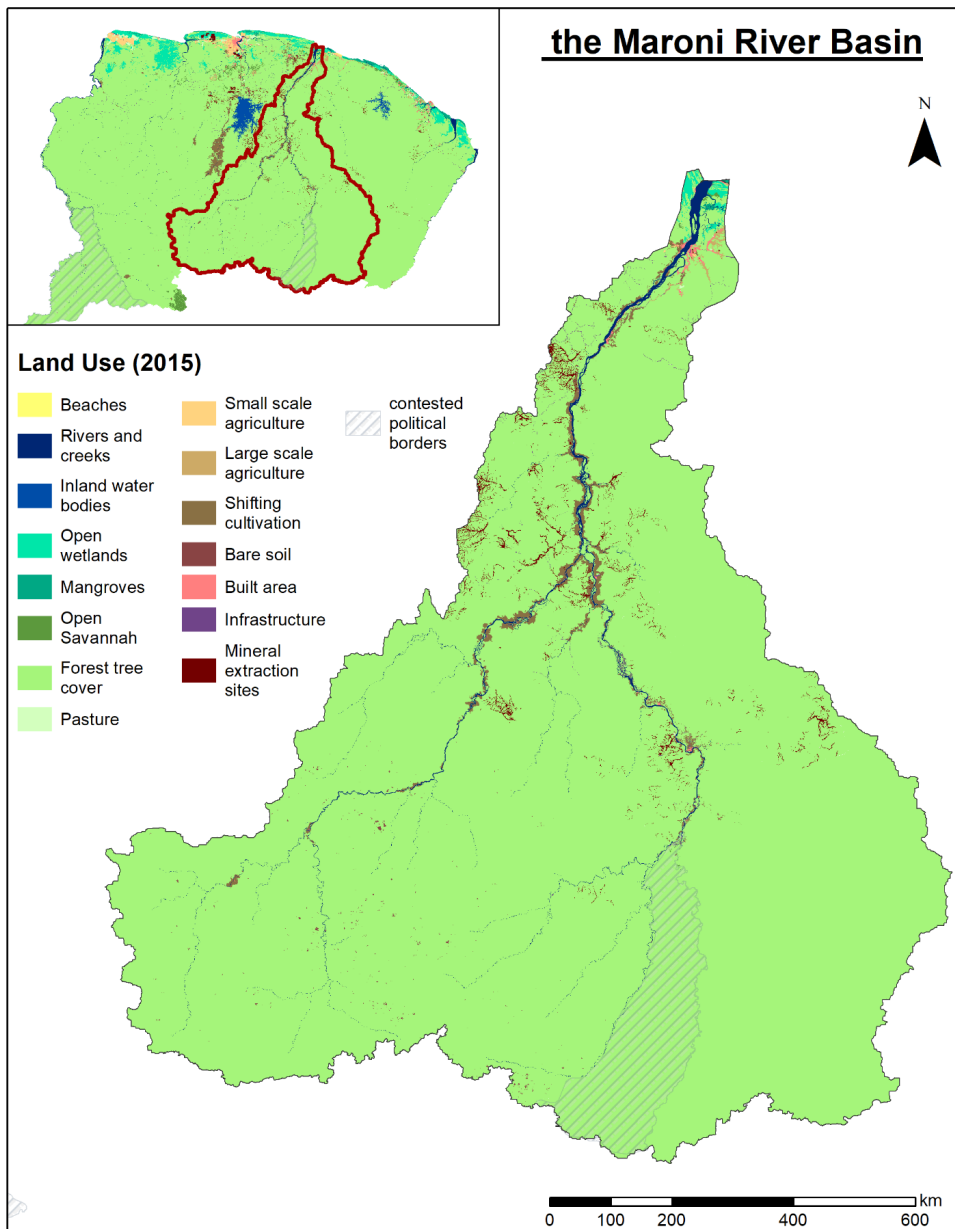 the Maroni River Basin
N
Land Use (2015)
Beaches
Rivers and
creeks
Inland water
bodies
Open
wetlands
Mangroves
Open
Savannah
Forest tree
cover
Pasture
Small scale
agriculture
Large scale
agriculture
Shifting
cultivation
Bare soil
Built area
Infrastructure
Mineral
extraction
sites
contested
political
borders
km
0 100 200 400 600